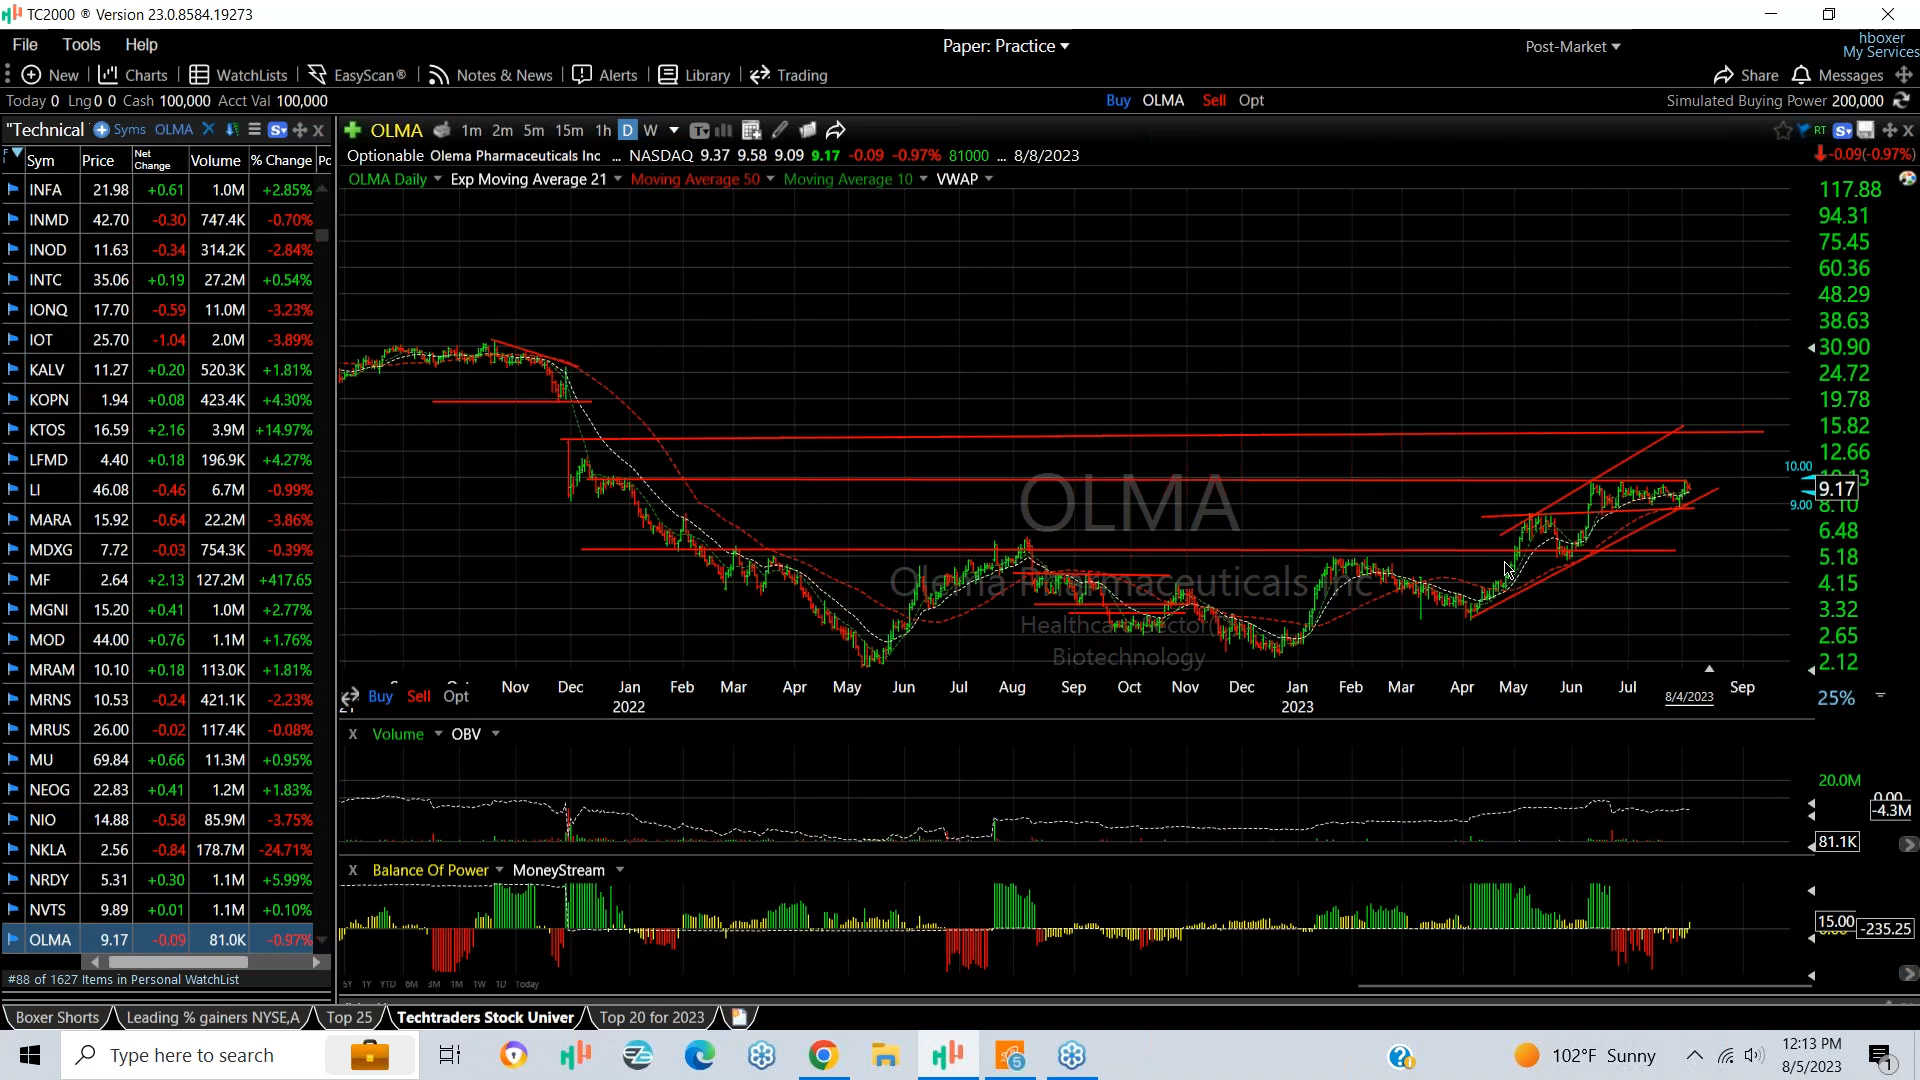 TC2000 ® Version 23.0.8584.19273
File Tools Help
Paper: Practice
Post-Market
hboxer
My Services
New Charts WatchLists EasyScan® Notes & News Alerts Library Trading
Share Messages
Today 0 Lng 0 0 Cash 100,000 Acct Val 100,000
Buy OLMA Sell Opt
Simulated Buying Power 200,000
"Technical Syms OLMA
OLMA 1m 2m 5m 15m 1h D W
RT
Sym Price Net Change Volume % Change Po
Optionable Olema Pharmaceuticals Inc ... NASDAQ 9.37 9.58 9.09 9.17 -0.09 -0.97% 81000 ... 8/8/2023
-0.09(-0.97%)
OLMA Daily Exp Moving Average 21 Moving Average 50 Moving Average 10 VWAP
INFA 21.98 +0.61 1.0M +2.85%
INMD 42.70 -0.30 747.4K -0.70%
INOD 11.63 -0.34 314.2K -2.84%
INTC 35.06 +0.19 27.2M +0.54%
IONQ 17.70 -0.59 11.0M -3.23%
IOT 25.70 -1.04 2.0M -3.89%
KALV 11.27 +0.20 520.3K +1.81%
KOPN 1.94 +0.08 423.4K +4.30%
KTOS 16.59 +2.16 3.9M +14.97%
LFMD 4.40 +0.18 196.9K +4.27%
LI 46.08 -0.46 6.7M -0.99%
MARA 15.92 -0.64 22.2M -3.86%
MDXG 7.72 -0.03 754.3K -0.39%
MF 2.64 +2.13 127.2M +417.65
MGNI 15.20 +0.41 1.0M +2.77%
MOD 44.00 +0.76 1.1M +1.76%
MRAM 10.10 +0.18 113.0K +1.81%
MRNS 10.53 -0.24 421.1K -2.23%
MRUS 26.00 -0.02 117.4K -0.08%
MU 69.84 +0.66 11.3M +0.95%
NEOG 22.83 +0.41 1.2M +1.83%
NIO 14.88 -0.58 85.9M -3.75%
NKLA 2.56 -0.84 178.7M -24.71%
NRDY 5.31 +0.30 1.1M +5.99%
NVTS 9.89 +0.01 1.1M +0.10%
OLMA 9.17 -0.09 81.0K -0.97%
#88 of 1627 Items in Personal WatchList
117.88
94.31
75.45
60.36
48.29
38.63
30.90
24.72
19.78
15.82
12.66
10.00
9.17
9.00 8.10
6.48
5.18
4.15
3.32
2.65
2.12
OLMA
Olema Pharmaceuticals Inc
Biotechnology
Nov Dec Jan Feb Mar Apr May Jun Jul Aug Sep Oct Nov Dec Jan Feb Mar Apr May Jun Jul Sep
2022 2023 8/4/2023
Buy Sell Opt
25%
X Volume OBV
20.0M
0.00
-4.3M
81.1K
X Balance Of Power MoneyStream
15.00
-235.25
5Y 1Y YTD 6M 3M 1M 1W 1D Today
Boxer Shorts Leading % gainers NYSE,A Top 25 Techtraders Stock Univer Top 20 for 2023
Type here to search
5
102°F Sunny
12:13 PM
8/5/2023
1